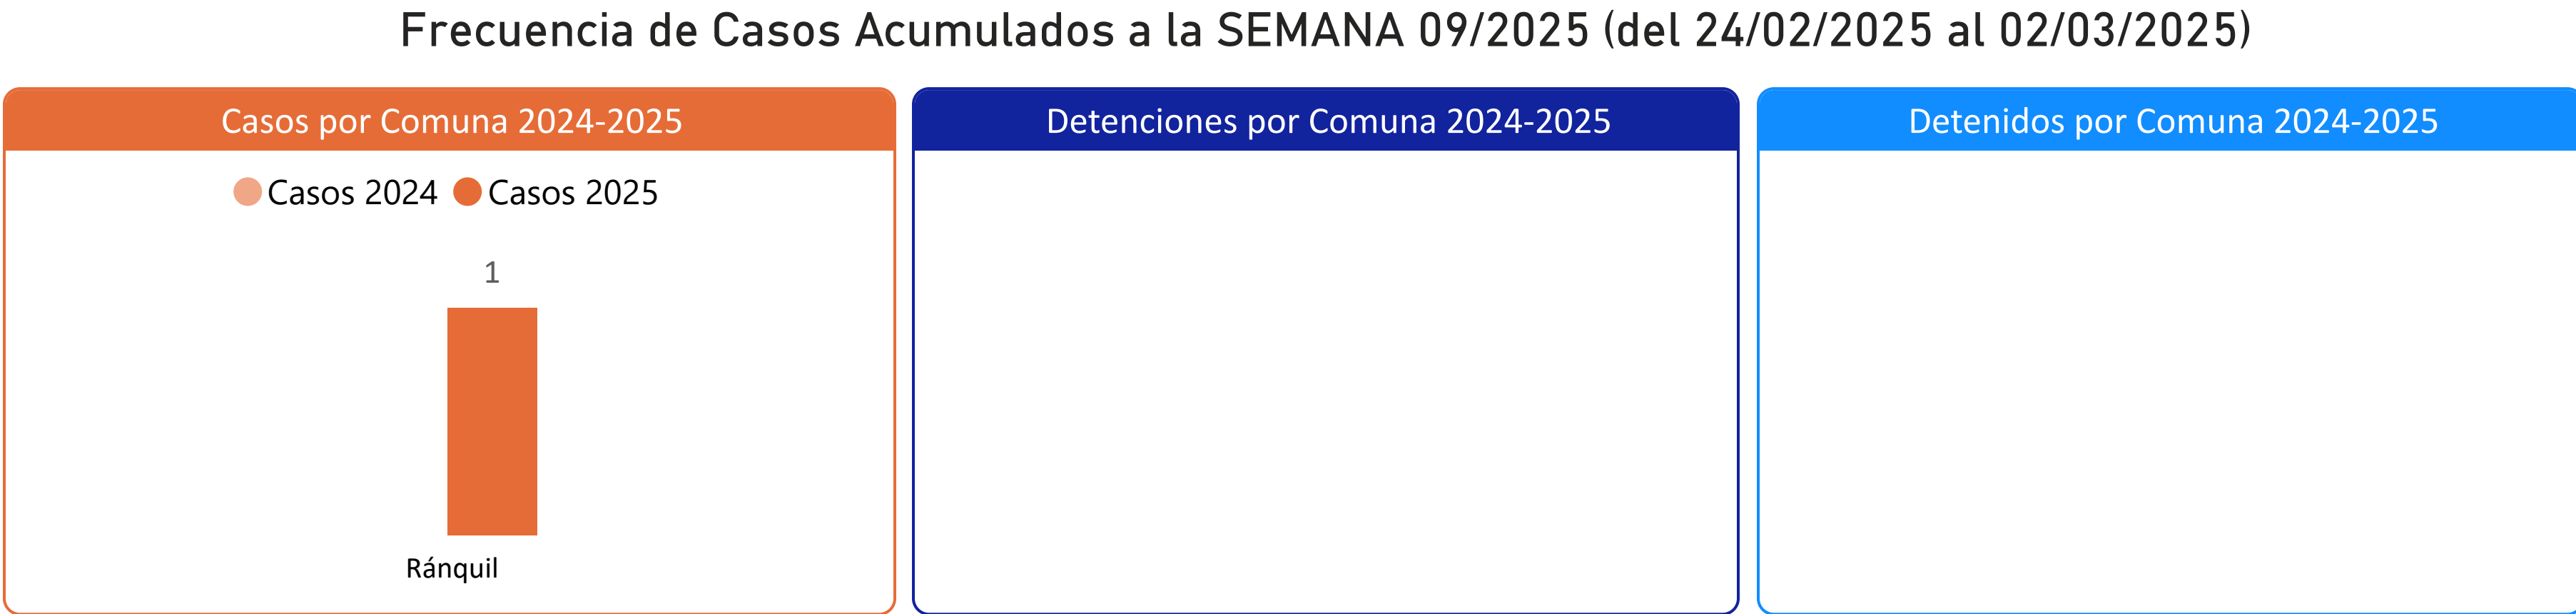 Frecuencia de Casos Acumulados a la SEMANA 09/2025 (del 24/02/2025 al 02/03/2025)
Casos por Comuna 2024-2025
Casos 2024 Casos 2025
1
Ránquil
Detenciones por Comuna 2024-2025
Detenidos por Comuna 2024-2025